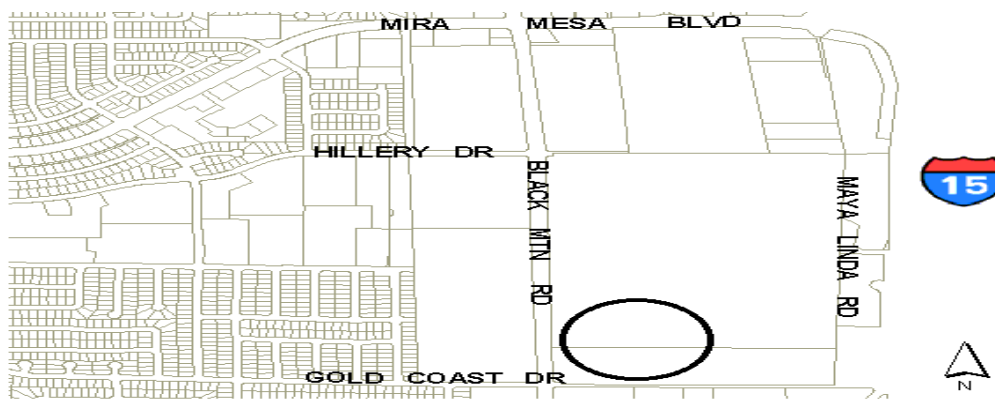 MIRA MESA BLVD
HILLERY DR
BLACK MTN RD
MAYA LINDA RD
15
GOLD COAST DR
N